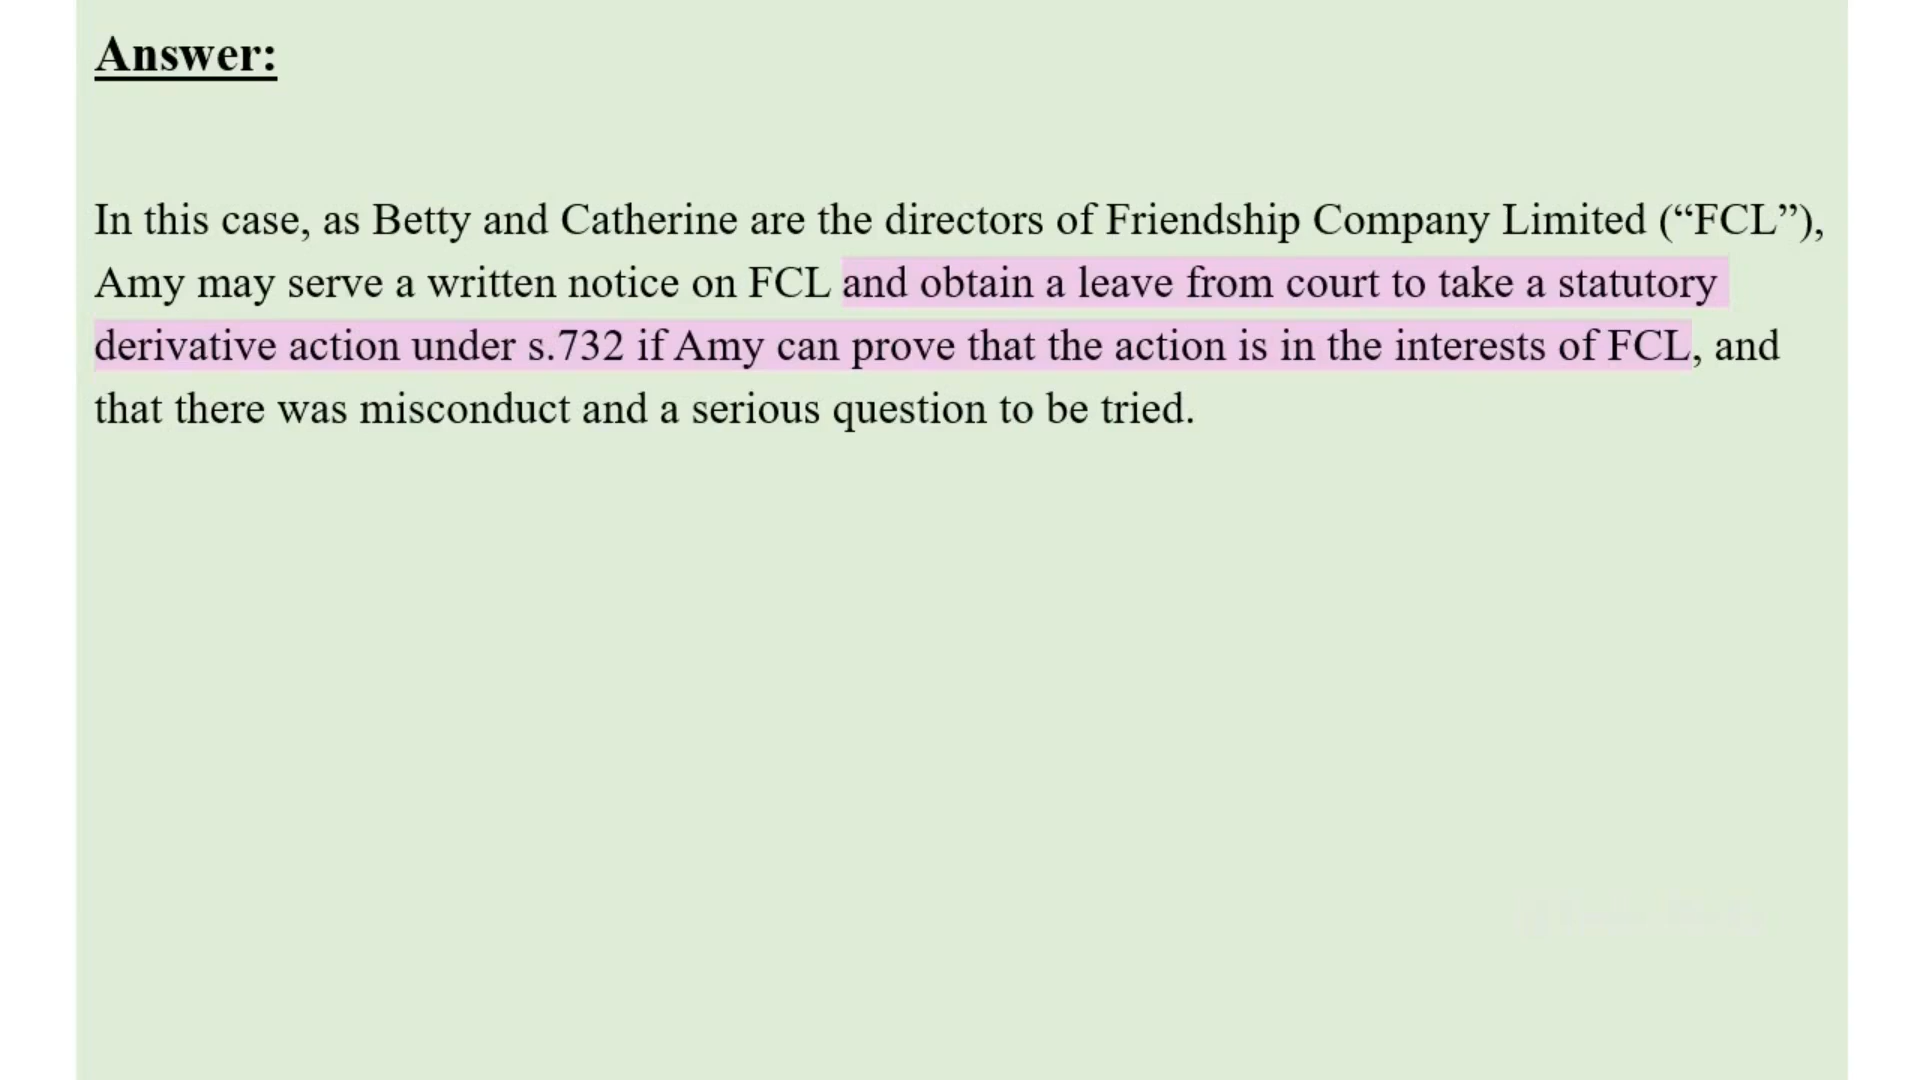 Answer:
In this case, as Betty and Catherine are the directors of Friendship Company Limited (“FCL”),
Amy may serve a written notice on FCL and obtain a leave from court to take a statutory
derivative action under s.732 if Amy can prove that the action is in the interests of FCL, and
that there was misconduct and a serious question to be tried.